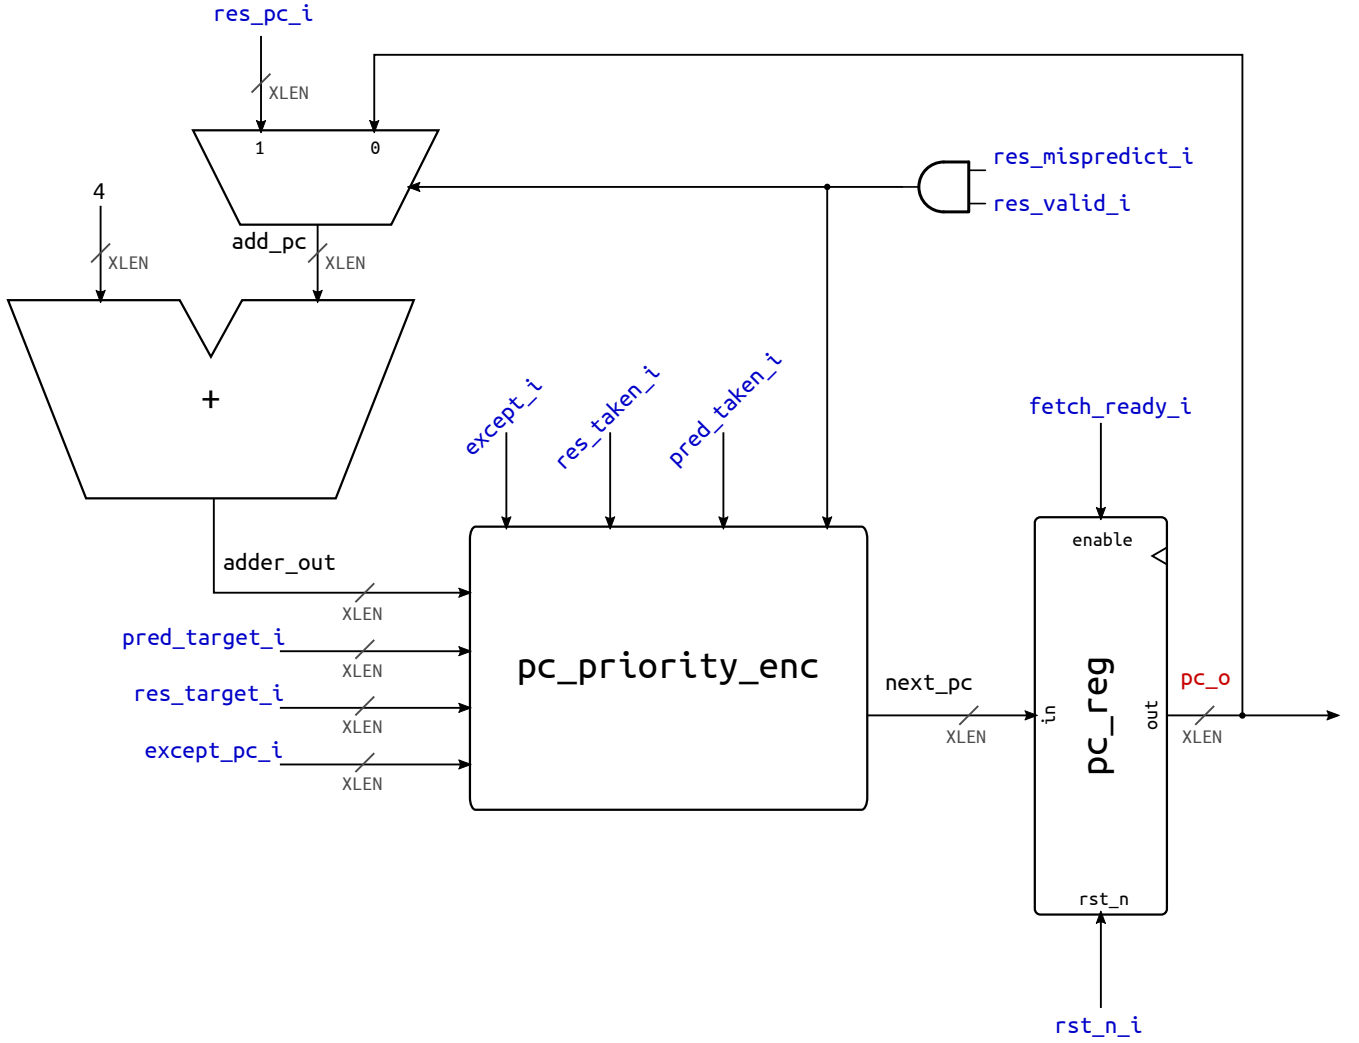 res_pc_i
XLEN
1
0
res_mispredict_i
res_valid_i
4
add_pc
XLEN
XLEN
+
except_i
res_taken_i
pred_taken_i
fetch_ready_i
enable
adder_out
XLEN
pred_target_i
XLEN
res_target_i
XLEN
except_pc_i
XLEN
pc_priority_enc
next_pc
XLEN
in
pc_reg
out
pc_o
XLEN
rst_n
rst_n_i